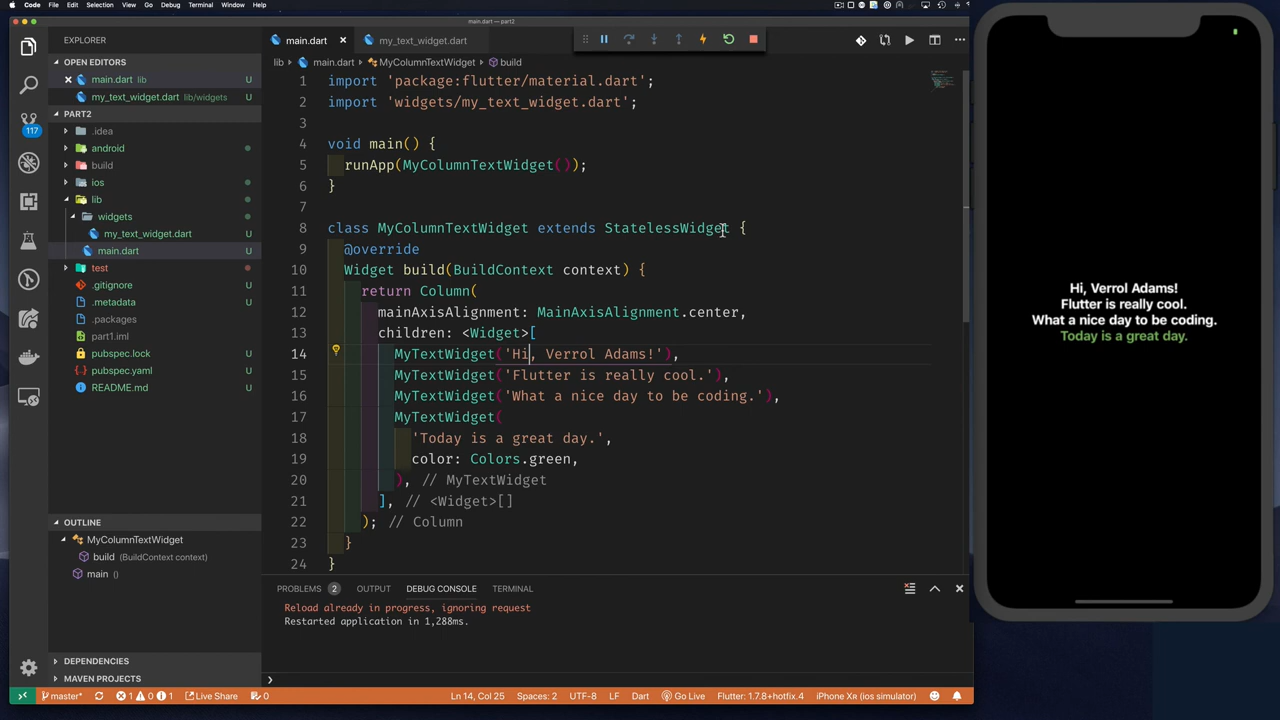 Code File Edit Selection View Go Debug Terminal Window Help
main.dart — part2
EXPLORER
OPEN EDITORS
main.dart lib U
my_text_widget.dart lib/widgets U
PART2
.idea
android
build
ios
lib
widgets
my_text_widget.dart U
main.dart U
test
.gitignore U
.metadata U
.packages
part1.iml
pubspec.lock U
pubspec.yaml U
README.md U
117
OUTLINE
MyColumnTextWidget
build (BuildContext context)
main ()
DEPENDENCIES
MAVEN PROJECTS
main.dart
my_text_widget.dart
lib main.dart MyColumnTextWidget build
1 import 'package:flutter/material.dart';
2 import 'widgets/my_text_widget.dart';
3
4 void main() {
5 runApp(MyColumnTextWidget());
6 }
7
8 class MyColumnTextWidget extends StatelessWidget {
9 @override
10 Widget build(BuildContext context) {
11 return Column(
12 mainAxisAlignment: MainAxisAlignment.center,
13 children: <Widget>[
14 MyTextWidget('Hi, Verrol Adams!'),
15 MyTextWidget('Flutter is really cool.'),
16 MyTextWidget('What a nice day to be coding.'),
17 MyTextWidget(
18 'Today is a great day.',
19 color: Colors.green,
20 ), // MyTextWidget
21 ], // <Widget>[]
22 ); // Column
23 }
24 }
PROBLEMS 2 OUTPUT DEBUG CONSOLE TERMINAL
Reload already in progress, ignoring request
Restarted application in 1,288ms.
master* 1 0 1 Live Share 0 Ln 14, Col 25 Spaces: 2 UTF-8 LF Dart Go Live Flutter: 1.7.8+hotfix.4 iPhone Xʀ (ios simulator)
Hi, Verrol Adams!
Flutter is really cool.
What a nice day to be coding.
Today is a great day.